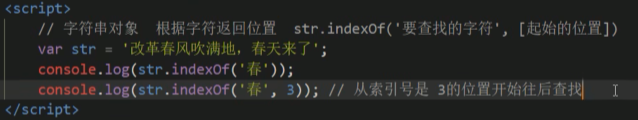 <script>
// 字符串对象 根据字符返回位置 str.indexOf('要查找的字符', [起始的位置])
var str = '改革春风吹满地，春天来了';
console.log(str.indexOf('春'));
console.log(str.indexOf('春', 3)); // 从索引号是 3的位置开始往后查找
</script>